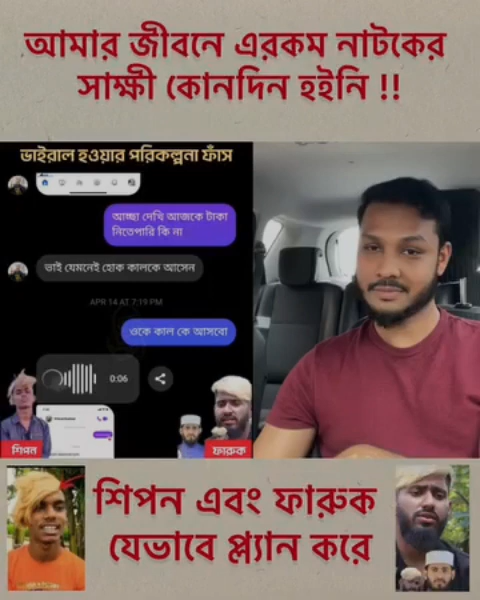 আমার জীবনে এরকম নাটকের
সাক্ষী কোনদিন হইনি !!
ভাইরাল হওয়ার পরিকল্পনা ফাঁস
আচ্ছা দেখি আজকে টাকা
নিতেপারি কি না
ভাই যেমনেই হোক কালকে আসেন
APR 14 AT 7:19 PM
ওকে কাল কে আসবো
0:06
শিপন
ফারুক
শিপন এবং ফারুক
যেভাবে প্ল্যান করে